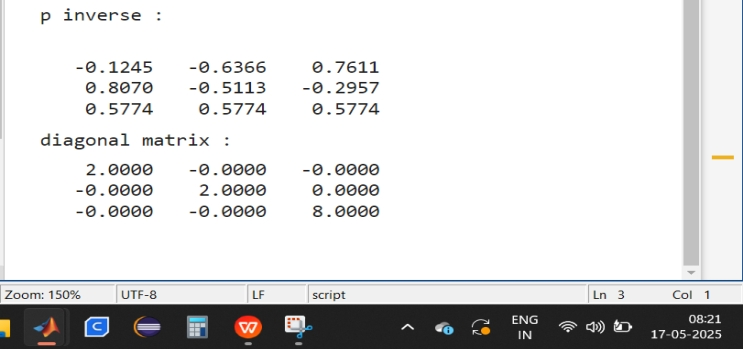 p inverse :
-0.1245 -0.6366 0.7611
0.8070 -0.5113 -0.2957
0.5774 0.5774 0.5774
diagonal matrix :
2.0000 -0.0000 -0.0000
-0.0000 2.0000 0.0000
-0.0000 -0.0000 8.0000
Zoom: 150% UTF-8 LF script Ln 3 Col 1
ENG 08:21
IN 17-05-2025